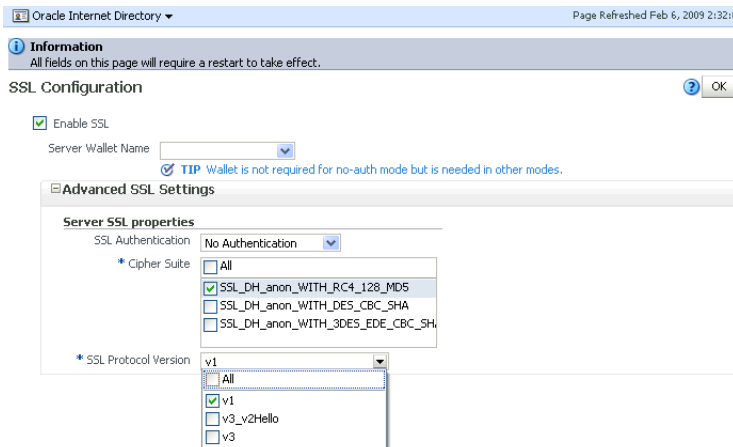 Oracle Internet Directory
Page Refreshed Feb 6, 2009 2:32:
Information
All fields on this page will require a restart to take effect.
SSL Configuration
OK
Enable SSL
Server Wallet Name
TIP Wallet is not required for no-auth mode but is needed in other modes.
Advanced SSL Settings
Server SSL properties
SSL Authentication No Authentication
* Cipher Suite All
SSL_DH_anon_WITH_RC4_128_MD5
SSL_DH_anon_WITH_DES_CBC_SHA
SSL_DH_anon_WITH_3DES_EDE_CBC_SH
* SSL Protocol Version v1
All
v1
v3_v2Hello
v3